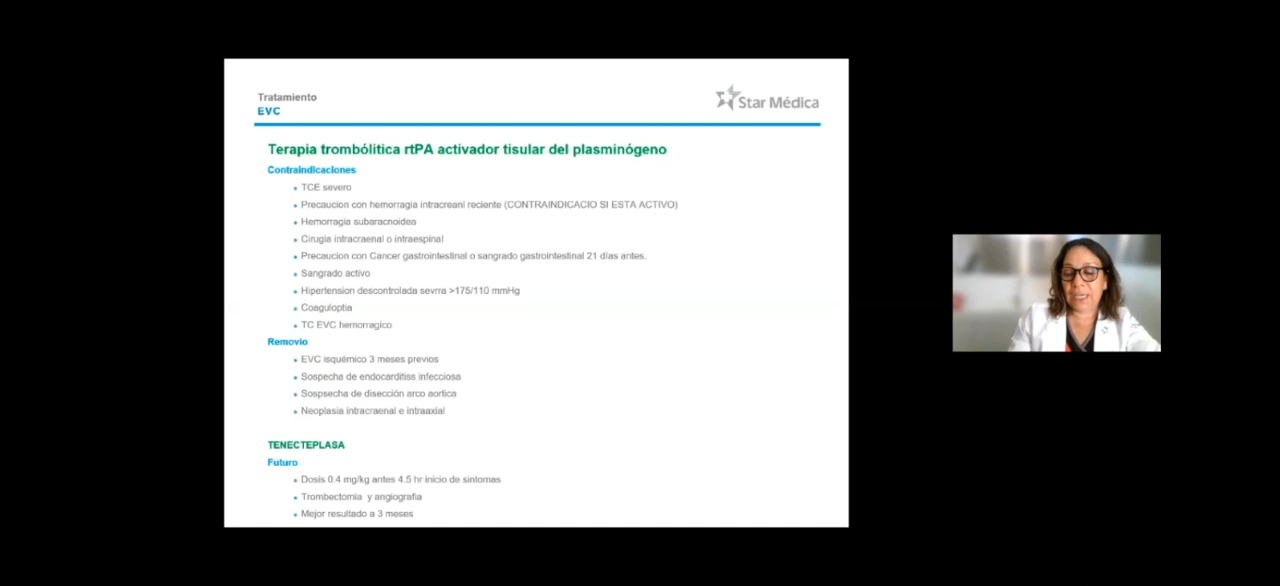 Tratamiento
EVC
Star Médica
Terapia trombólitica rtPA activador tisular del plasminógeno
Contraindicaciones
• TCE severo
• Precaucion con hemorragia intracreanl reciente (CONTRAINDICACIO SI ESTA ACTIVO)
• Hemorragia subaracnoidea
• Cirugia intracraenal o intraespinal
• Precaucion con Cancer gastrointestinal o sangrado gastrointestinal 21 días antes.
• Sangrado activo
• Hipertension descontrolada sevrra >175/110 mmHg
• Coaguloptia
• TC EVC hemorragico
Removio
• EVC isquémico 3 meses previos
• Sospecha de endocarditiss infecciosa
• Sospsecha de disección arco aortica
• Neoplasia intracraenal e intraaxial
TENECTEPLASA
Futuro
• Dosis 0.4 mg/kg antes 4.5 hr inicio de sintomas
• Trombectomia y angiografia
• Mejor resultado a 3 meses